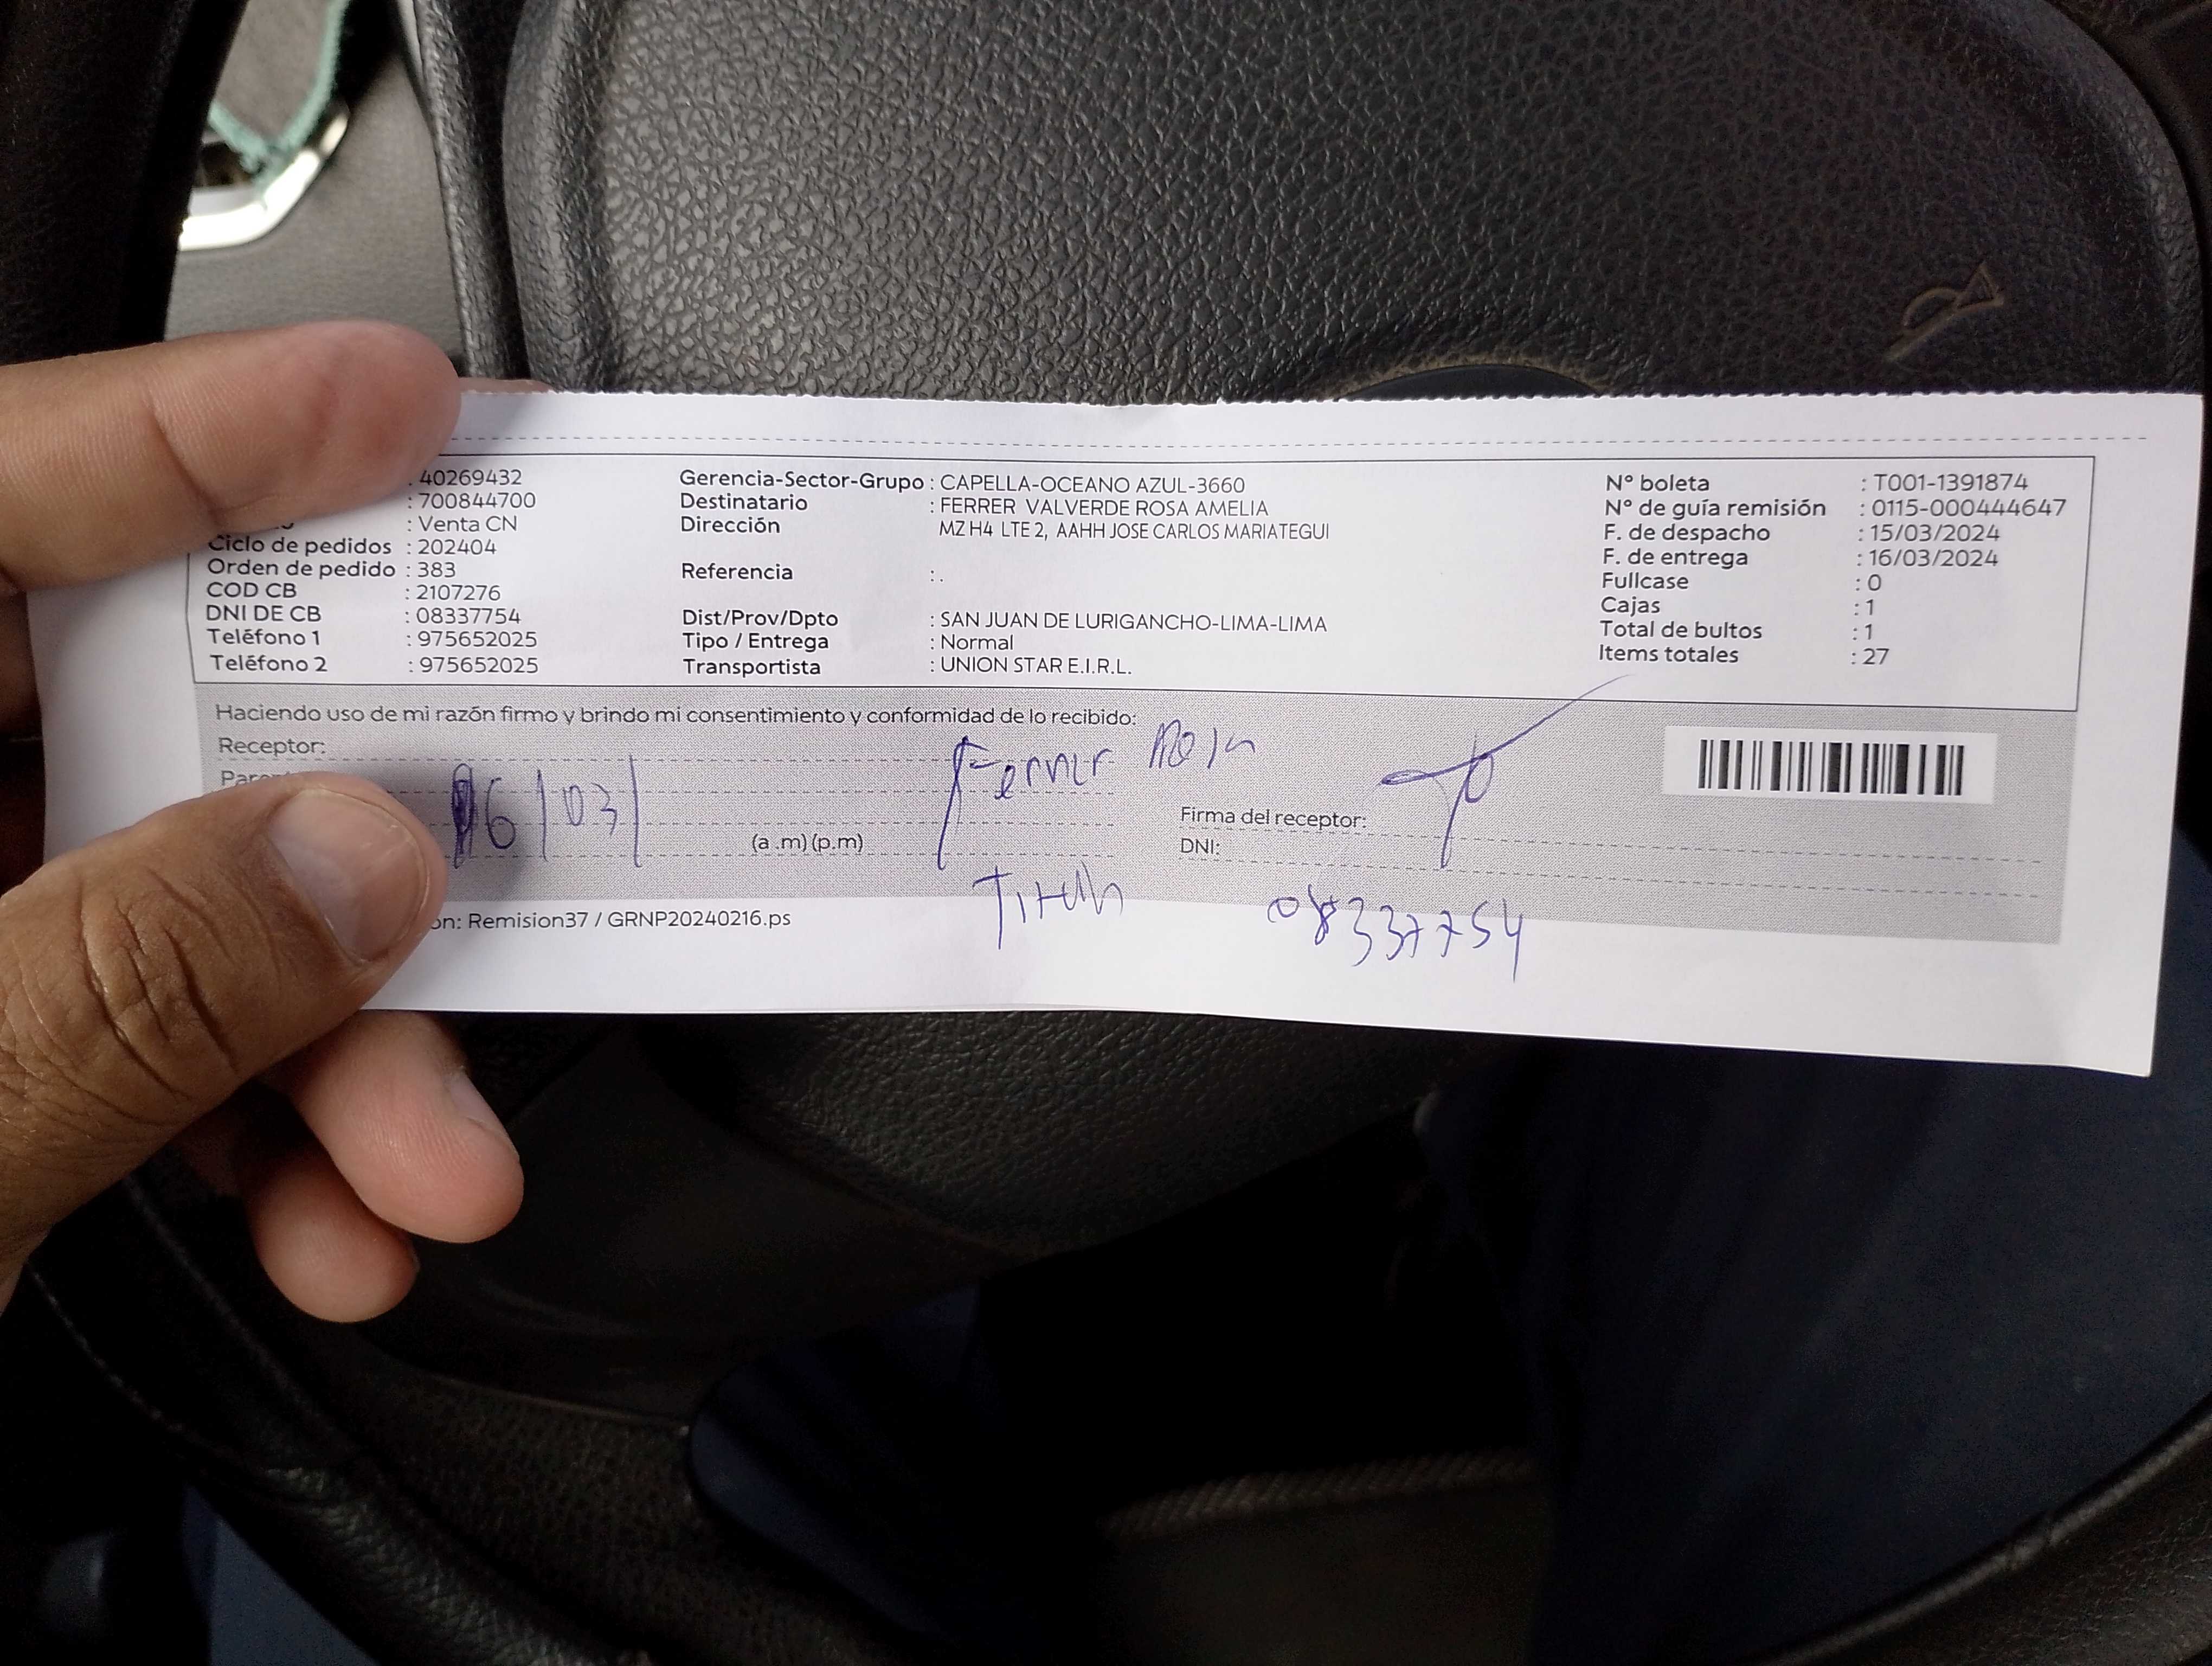 : 40269432
: 700844700
: Venta CN
Ciclo de pedidos : 202404
Orden de pedido : 383
COD CB : 2107276
DNI DE CB : 08337754
Teléfono 1 : 975652025
Teléfono 2 : 975652025
Gerencia-Sector-Grupo : CAPELLA-OCEANO AZUL-3660
Destinatario : FERRER VALVERDE ROSA AMELIA
Dirección MZ H4 LTE 2, AAHH JOSE CARLOS MARIATEGUI
Referencia : .
Dist/Prov/Dpto : SAN JUAN DE LURIGANCHO-LIMA-LIMA
Tipo / Entrega : Normal
Transportista : UNION STAR E.I.R.L.
N° boleta : T001-1391874
N° de guía remisión : 0115-000444647
F. de despacho : 15/03/2024
F. de entrega : 16/03/2024
Fullcase : 0
Cajas : 1
Total de bultos : 1
Items totales : 27
Haciendo uso de mi razón firmo y brindo mi consentimiento y conformidad de lo recibido:
Receptor:
16/03/
(a .m) (p.m)
Ferrer Rosa
Firma del receptor:
DNI:
08337754
on: Remision37 / GRNP20240216.ps